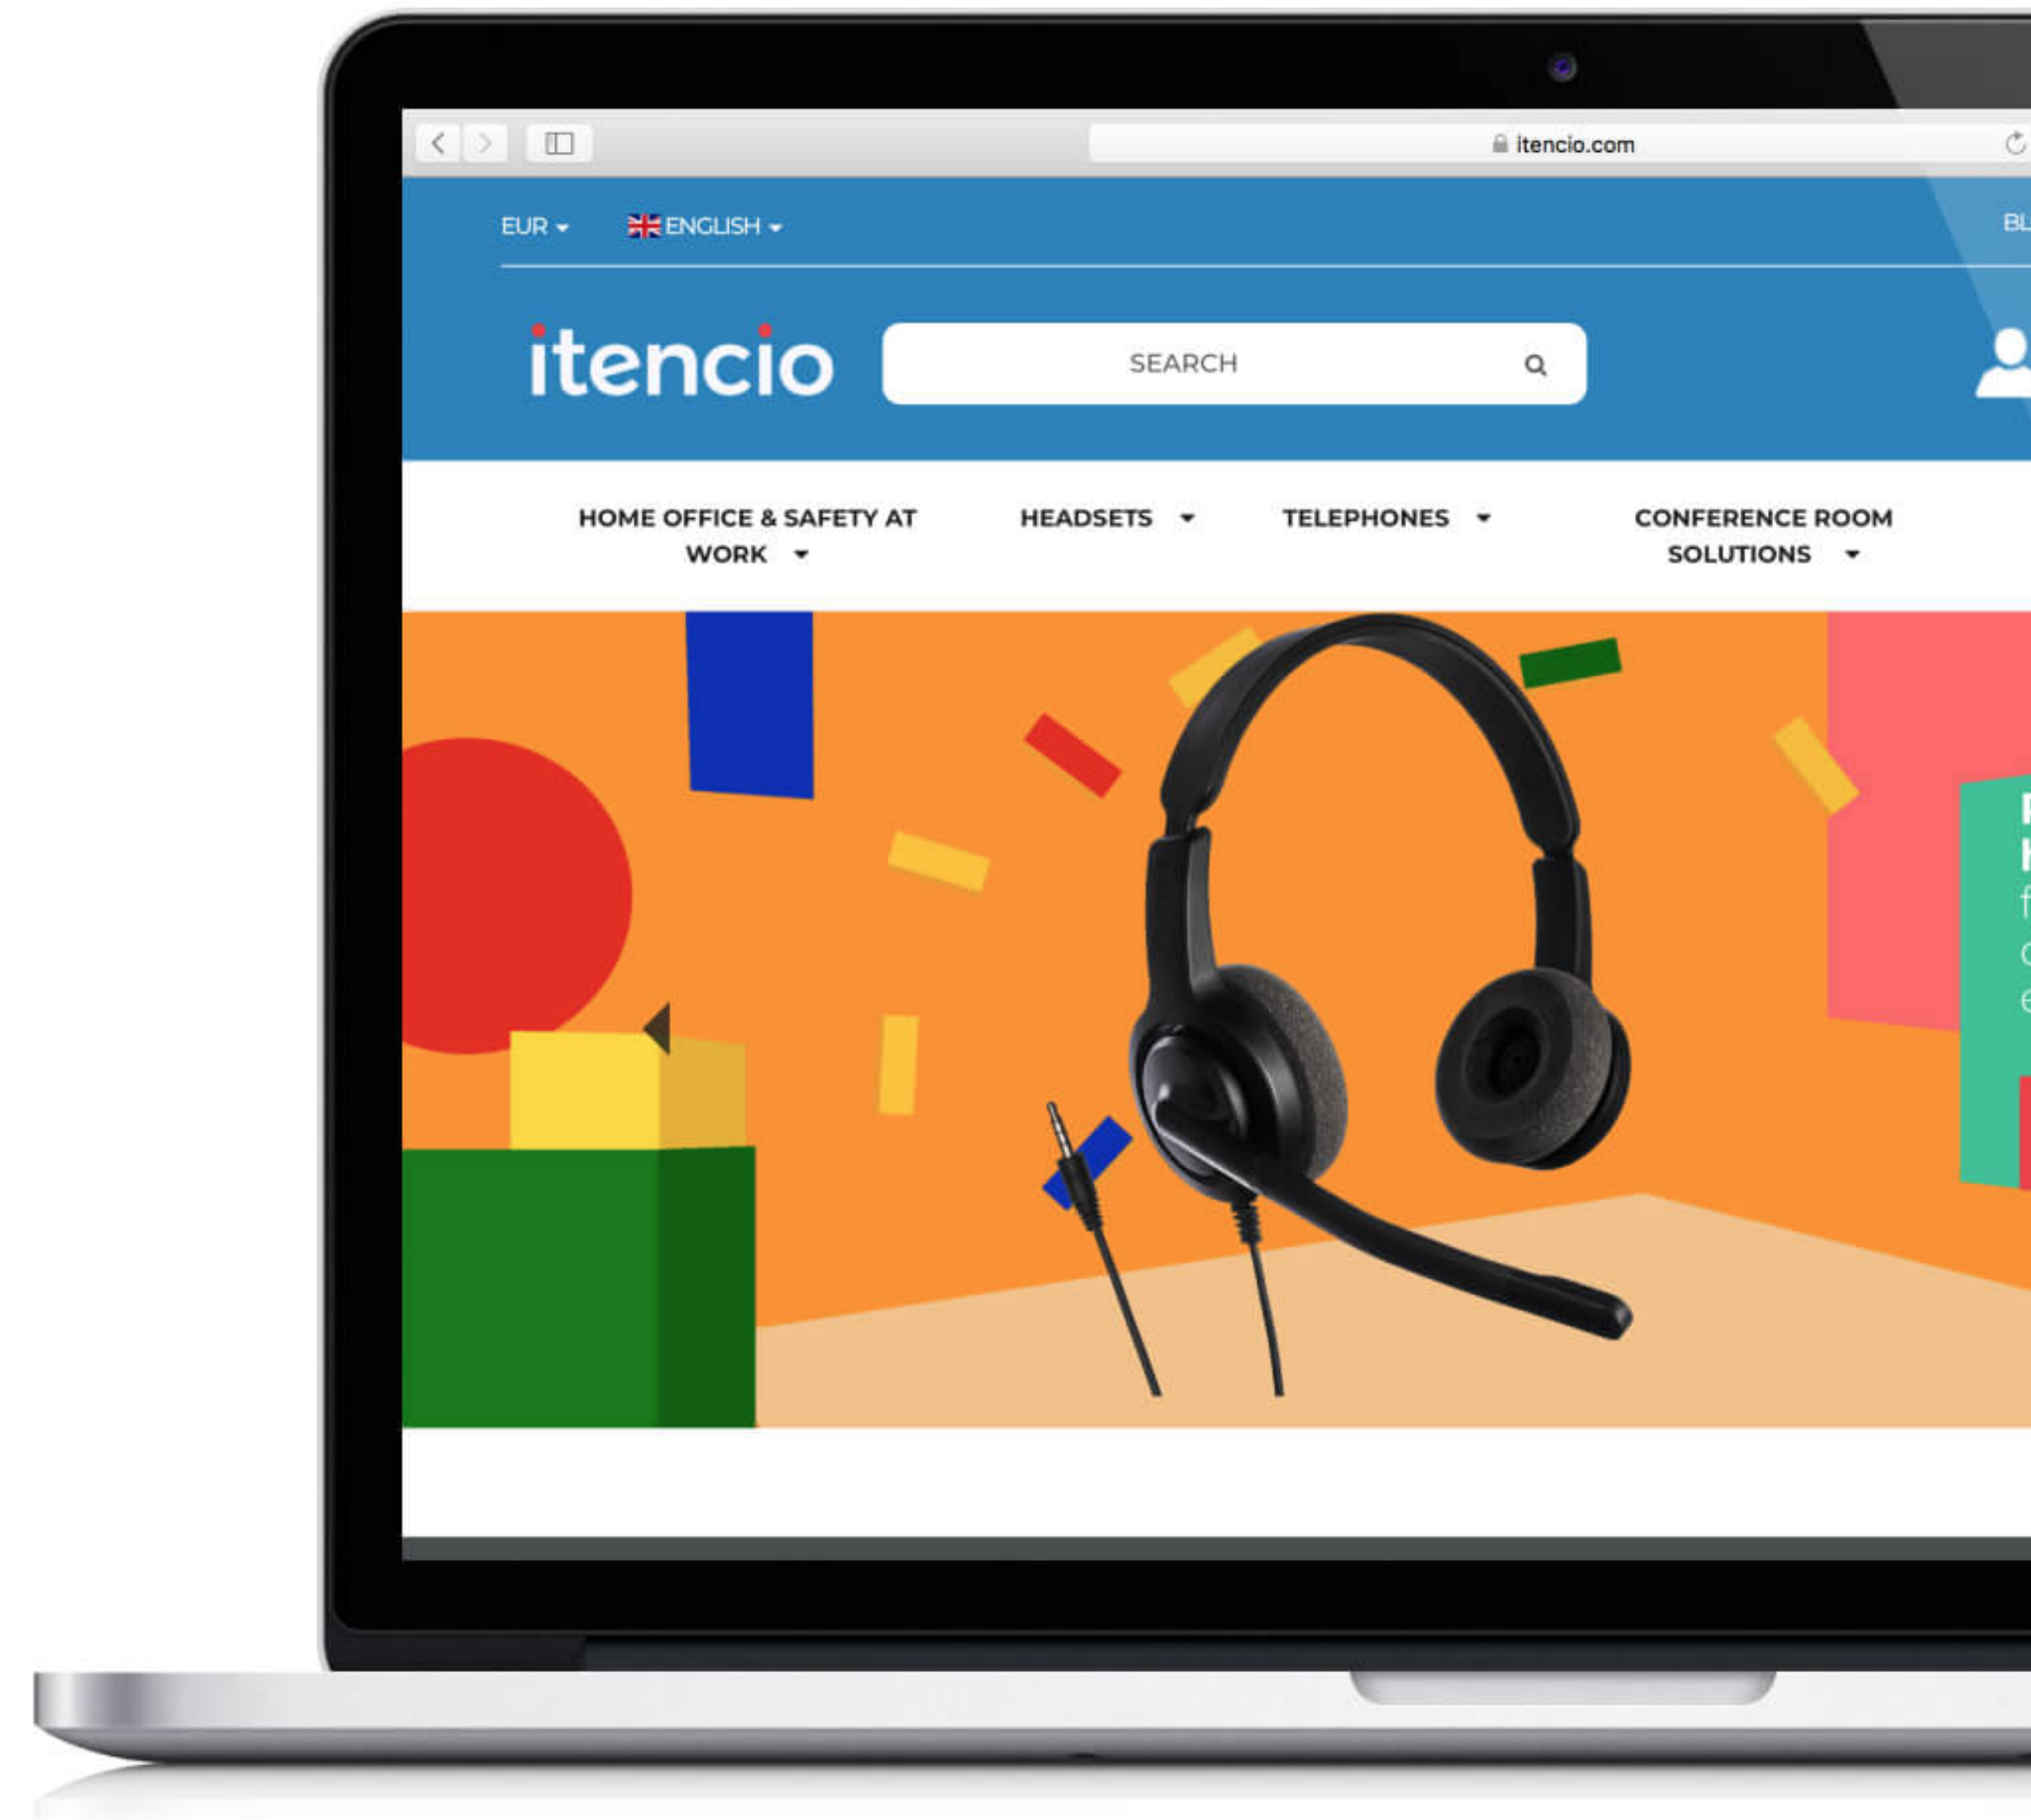 itencio.com
EUR
ENGLISH
itencio
SEARCH
HOME OFFICE & SAFETY AT
WORK
HEADSETS
TELEPHONES
CONFERENCE ROOM
SOLUTIONS